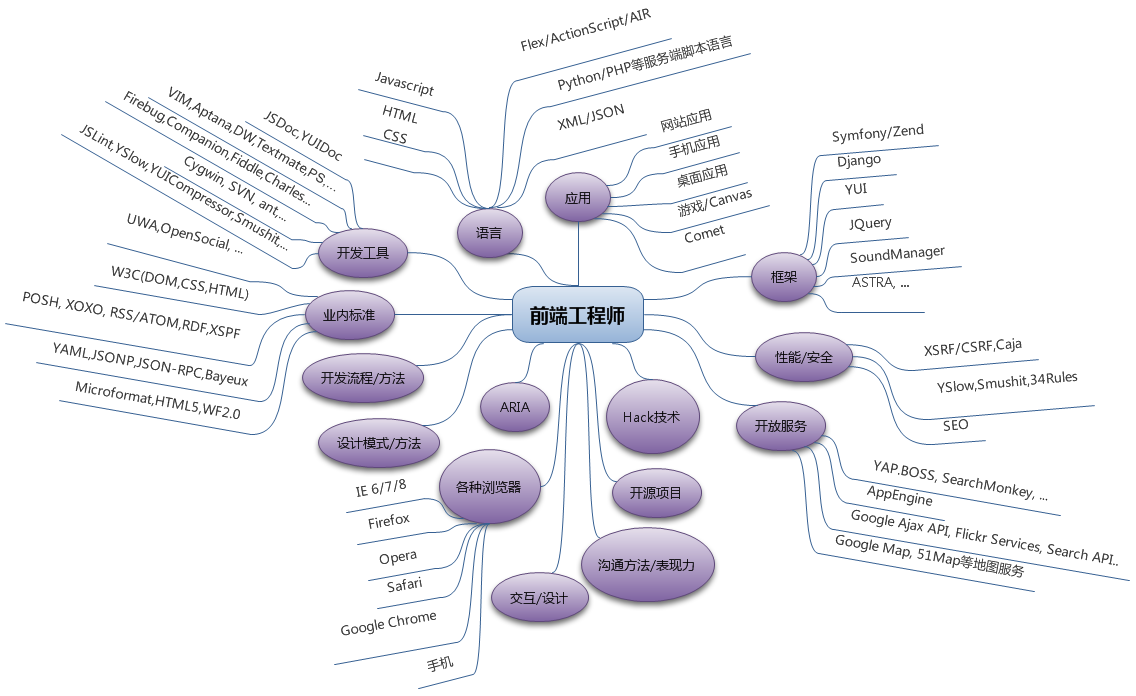 前端工程师
语言
Flex/ActionScript/AIR
Python/PHP等服务端脚本语言
XML/JSON
Javascript
HTML
CSS
应用
网站应用
手机应用
桌面应用
游戏/Canvas
Comet
框架
Symfony/Zend
Django
YUI
JQuery
SoundManager
ASTRA, ...
性能/安全
XSRF/CSRF,Caja
YSlow,Smushit,34Rules
SEO
开放服务
YAP.BOSS, SearchMonkey, ...
AppEngine
Google Ajax API, Flickr Services, Search API..
Google Map, 51Map等地图服务
Hack技术
开源项目
沟通方法/表现力
交互/设计
各种浏览器
IE 6/7/8
Firefox
Opera
Safari
Google Chrome
手机
ARIA
设计模式/方法
开发流程/方法
业内标准
UWA,OpenSocial, ...
W3C(DOM,CSS,HTML)
POSH, XOXO, RSS/ATOM,RDF,XSPF
YAML,JSONP,JSON-RPC,Bayeux
Microformat,HTML5,WF2.0
开发工具
JSDoc,YUIDoc
VIM,Aptana,DW,Textmate,PS,...
Firebug,Companion,Fiddle,Charles...
Cygwin, SVN, ant,...
JSLint,YSlow,YUICompressor,Smushit,...